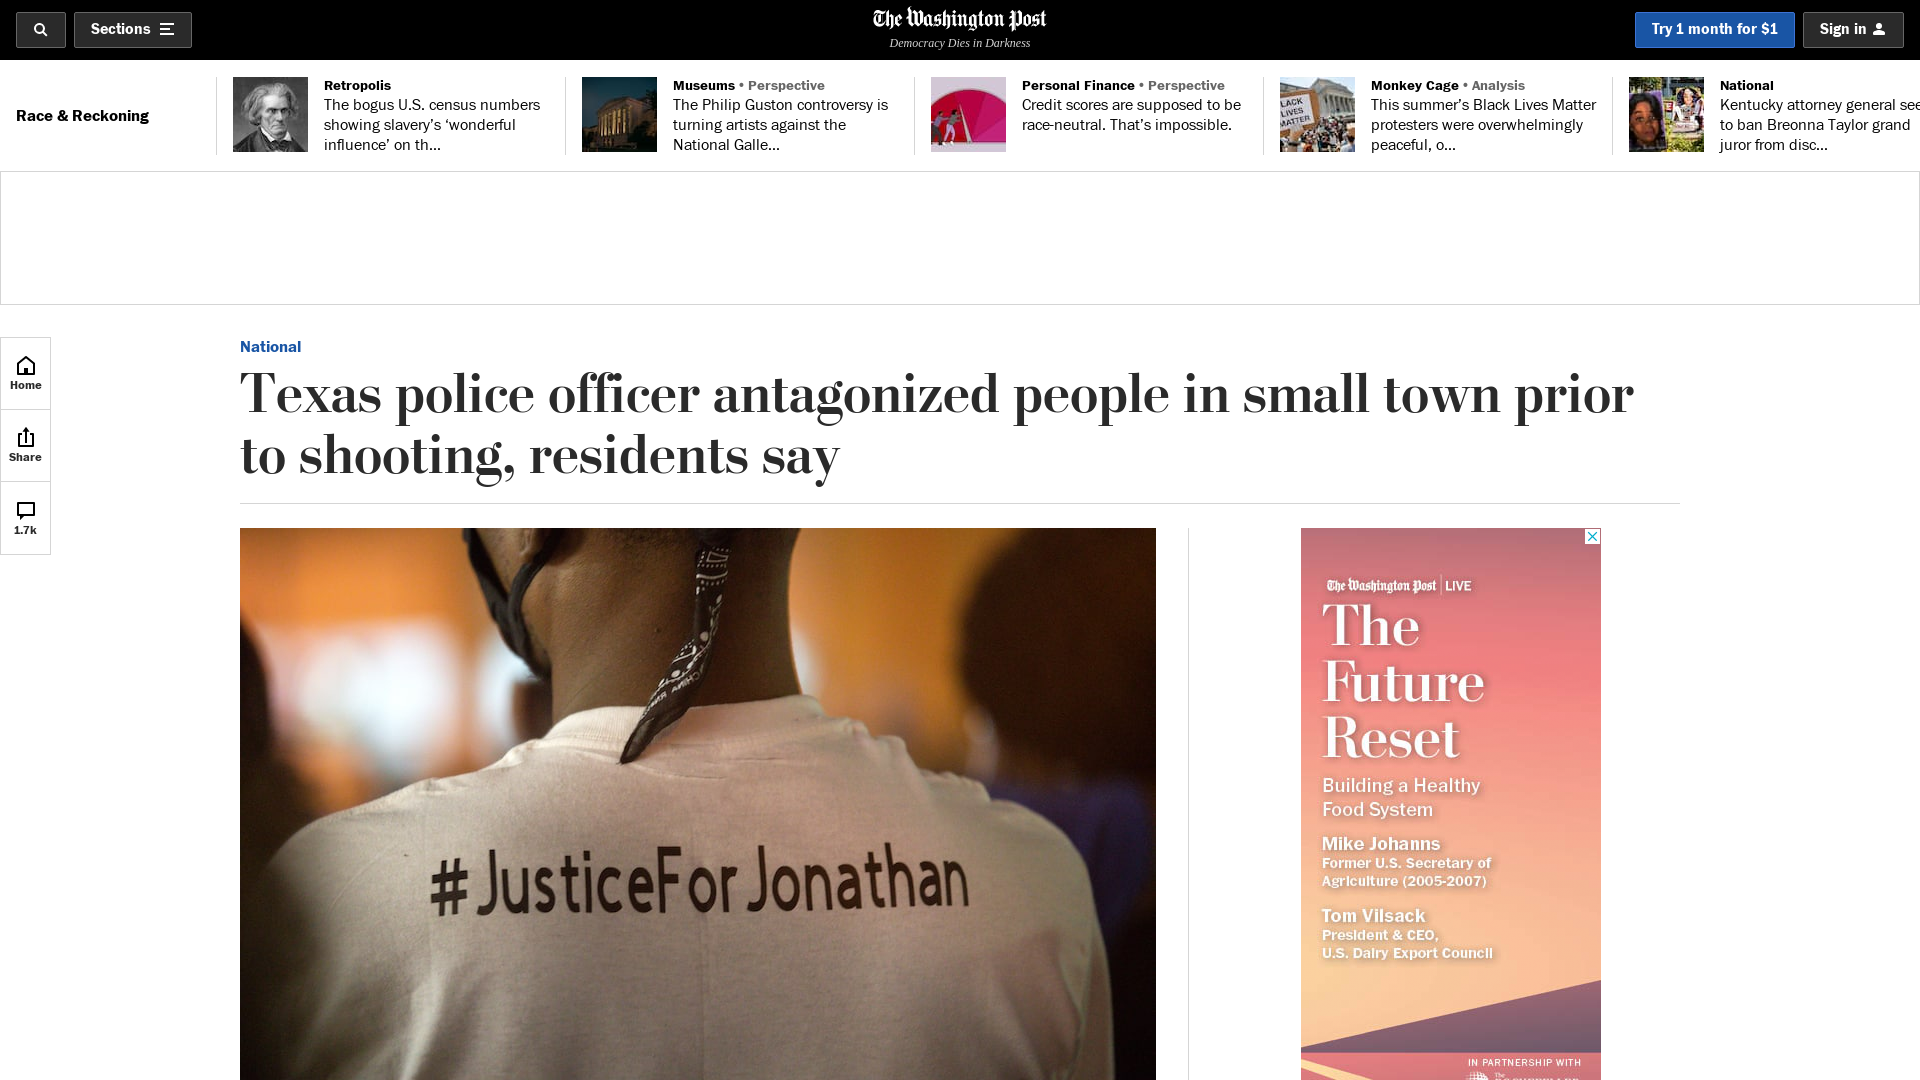 Sections
The Washington Post
Democracy Dies in Darkness
Try 1 month for $1
Sign in
Race & Reckoning
Retropolis
The bogus U.S. census numbers
showing slavery’s ‘wonderful
influence’ on th...
Museums • Perspective
The Philip Guston controversy is
turning artists against the
National Galle...
Personal Finance • Perspective
Credit scores are supposed to be
race-neutral. That’s impossible.
LACK
LIVES
MATTER
Monkey Cage • Analysis
This summer’s Black Lives Matter
protesters were overwhelmingly
peaceful, o...
National
Kentucky attorney general see
to ban Breonna Taylor grand
juror from disc...
Home
Share
1.7k
National
Texas police officer antagonized people in small town prior
to shooting, residents say
#JusticeForJonathan
The Washington Post LIVE
The
Future
Reset
Building a Healthy
Food System
Mike Johanns
Former U.S. Secretary of
Agriculture (2005-2007)
Tom Vilsack
President & CEO,
U.S. Dairy Export Council
IN PARTNERSHIP WITH
The